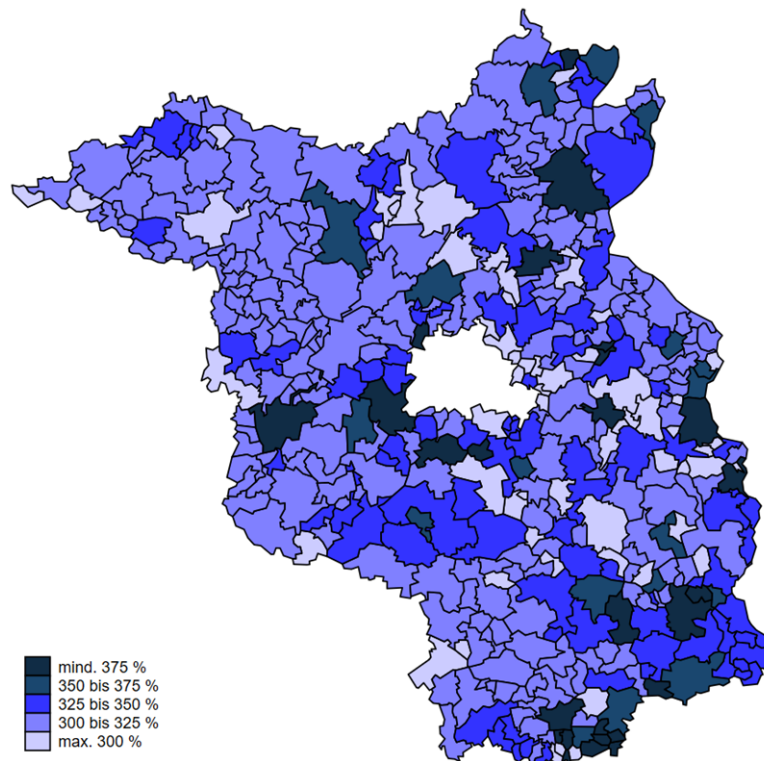 mind. 375 %
350 bis 375 %
325 bis 350 %
300 bis 325 %
max. 300 %